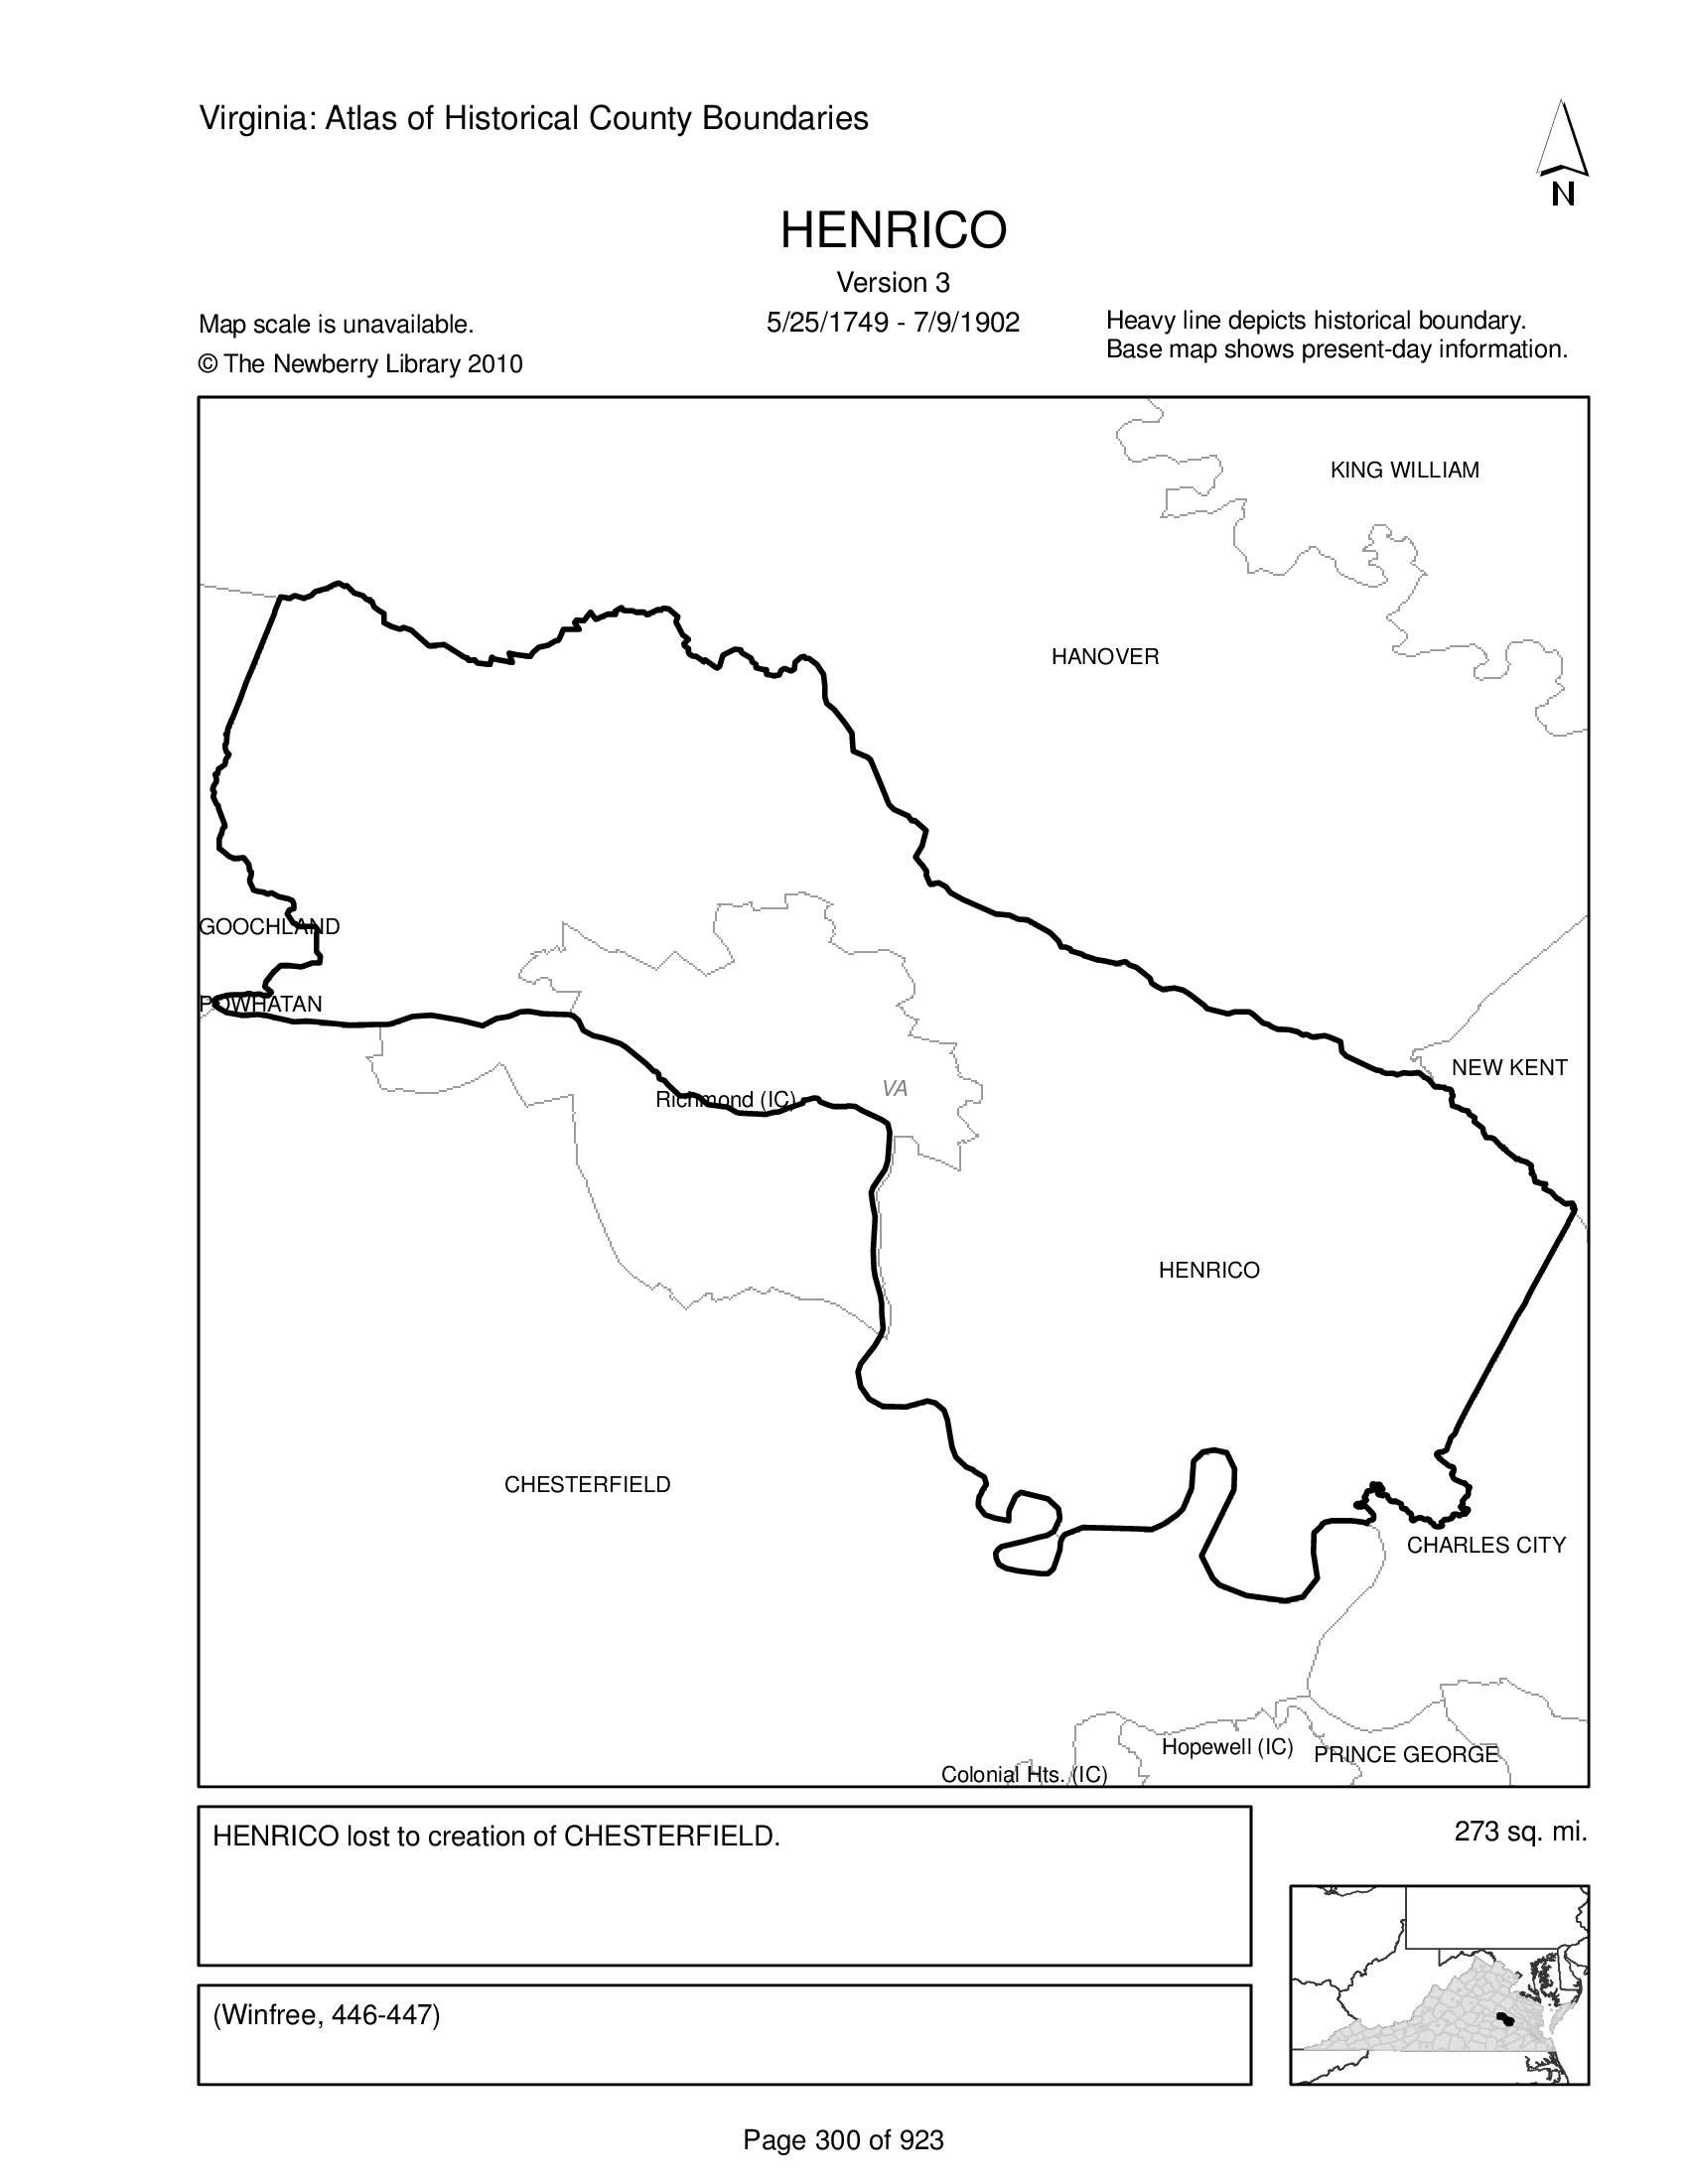 Virginia: Atlas of Historical County Boundaries
N
HENRICO
Version 3
5/25/1749 - 7/9/1902
Map scale is unavailable.
© The Newberry Library 2010
Heavy line depicts historical boundary.
Base map shows present-day information.
KING WILLIAM
HANOVER
GOOCHLAND
POWHATAN
NEW KENT
VA
Richmond (IC)
HENRICO
CHESTERFIELD
CHARLES CITY
Hopewell (IC)
PRINCE GEORGE
Colonial Hts. (IC)
HENRICO lost to creation of CHESTERFIELD.
273 sq. mi.
(Winfree, 446-447)
Page 300 of 923